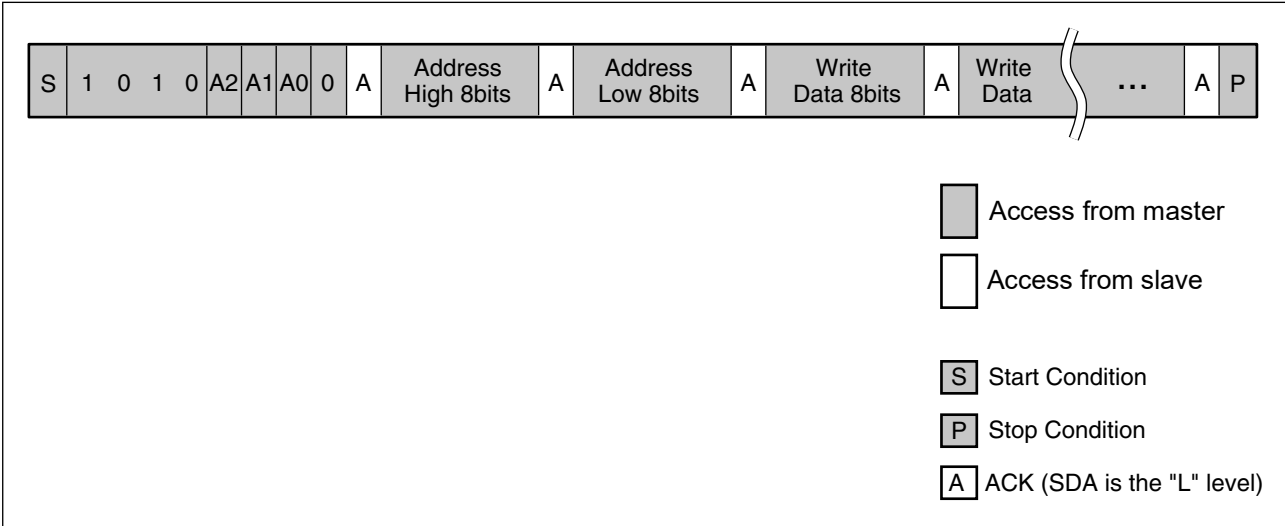 S 1 0 1 0 A2 A1 A0 0 A Address High 8bits A Address Low 8bits A Write Data 8bits A Write Data ... A P
Access from master
Access from slave
S Start Condition
P Stop Condition
A ACK (SDA is the "L" level)